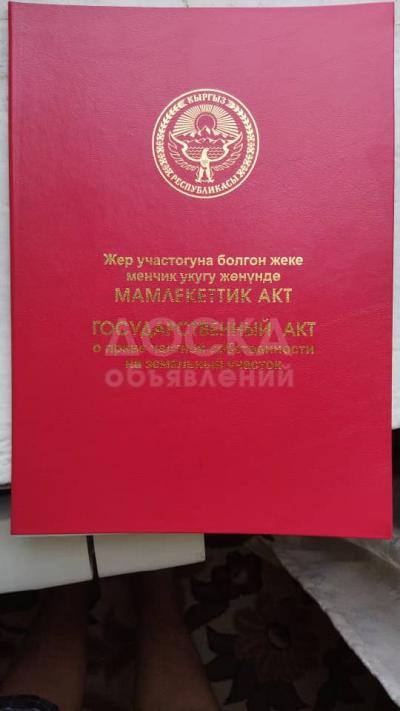 КЫРГЫЗ
РЕСПУБЛИКАСЫ
Жер участогуна болгон жеке
менчик укугу жөнүндө
МАМЛЕКЕТТИК АКТ
ГОСУДАРСТВЕННЫЙ АКТ
о праве частной собственности
на земельный участок
ДОСКА
объявлений